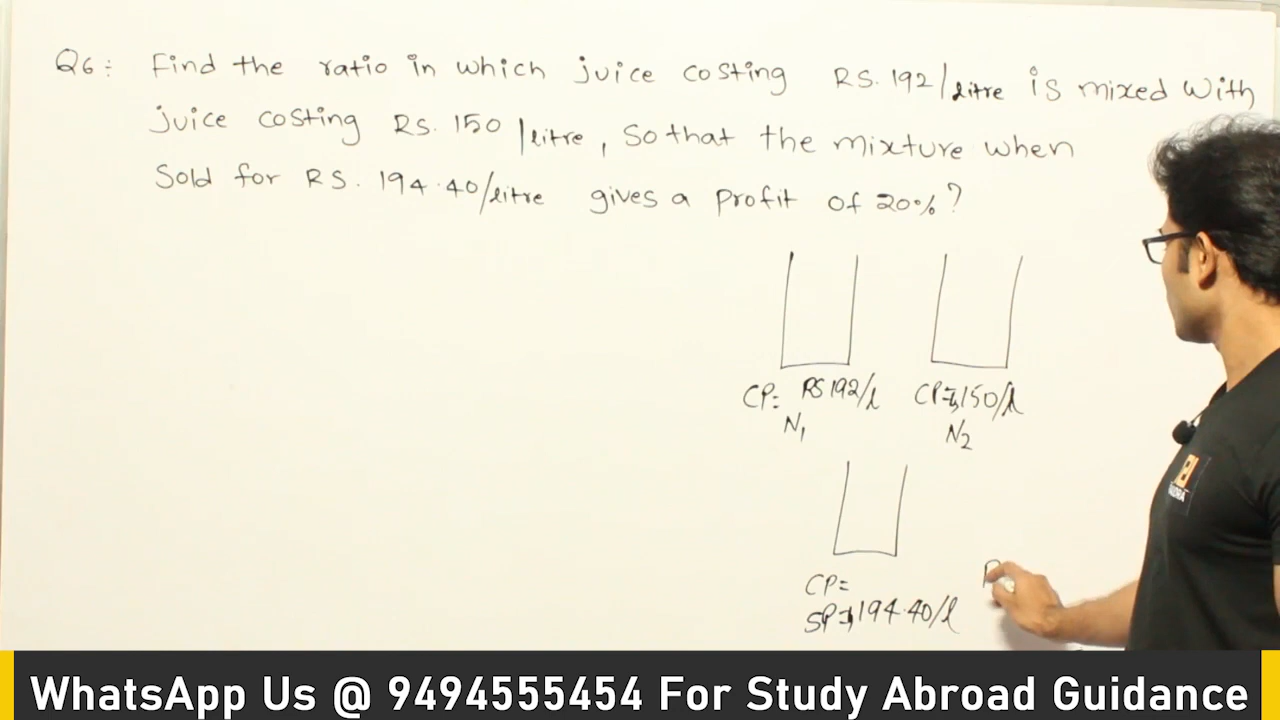 Q6: Find the ratio in which juice costing RS. 192/litre is mixed with
juice costing Rs. 150/litre, so that the mixture when
sold for RS. 194.40/litre gives a profit of 20%?
CP= RS 192/l CP=₹150/l
N1 N2
CP=
SP=₹194.40/l P
WhatsApp Us @ 9494555454 For Study Abroad Guidance